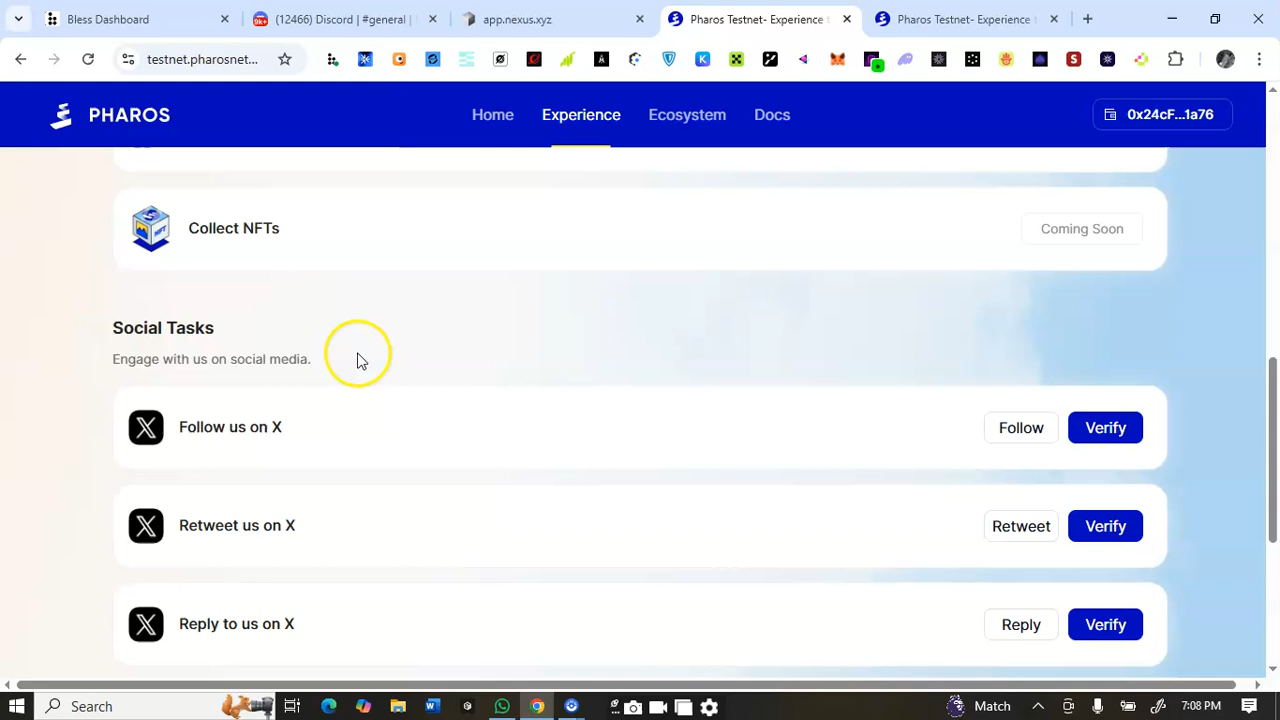 Bless Dashboard
9+
(12466) Discord | #general |
app.nexus.xyz
Pharos Testnet- Experience t
Pharos Testnet- Experience t
testnet.pharosnet...
PHAROS
Home
Experience
Ecosystem
Docs
0x24cF...1a76
Collect NFTs
Coming Soon
Social Tasks
Engage with us on social media.
Follow us on X
Follow
Verify
Retweet us on X
Retweet
Verify
Reply to us on X
Reply
Verify
Search
Match
7:08 PM